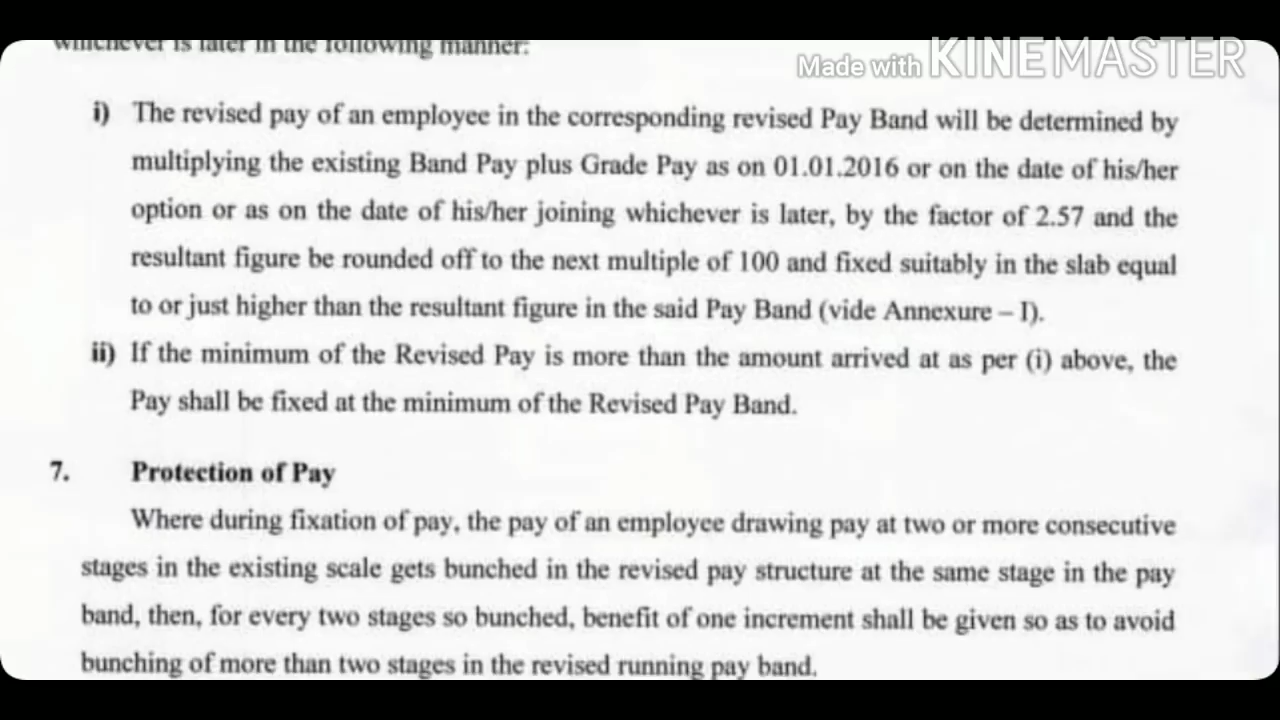 whichever is later in the following manner:
Made with KINEMASTER
i) The revised pay of an employee in the corresponding revised Pay Band will be determined by
multiplying the existing Band Pay plus Grade Pay as on 01.01.2016 or on the date of his/her
option or as on the date of his/her joining whichever is later, by the factor of 2.57 and the
resultant figure be rounded off to the next multiple of 100 and fixed suitably in the slab equal
to or just higher than the resultant figure in the said Pay Band (vide Annexure – I).
ii) If the minimum of the Revised Pay is more than the amount arrived at as per (i) above, the
Pay shall be fixed at the minimum of the Revised Pay Band.
7. Protection of Pay
Where during fixation of pay, the pay of an employee drawing pay at two or more consecutive
stages in the existing scale gets bunched in the revised pay structure at the same stage in the pay
band, then, for every two stages so bunched, benefit of one increment shall be given so as to avoid
bunching of more than two stages in the revised running pay band.